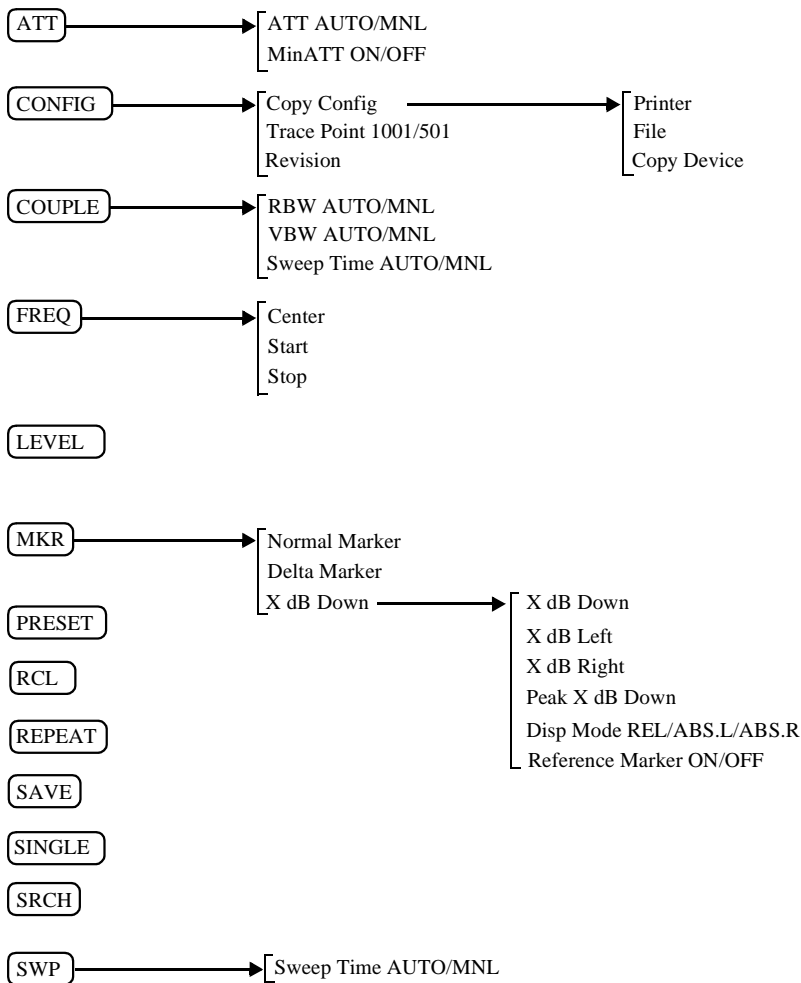 ATT
ATT AUTO/MNL
MinATT ON/OFF
CONFIG
Copy Config
Trace Point 1001/501
Revision
Printer
File
Copy Device
COUPLE
RBW AUTO/MNL
VBW AUTO/MNL
Sweep Time AUTO/MNL
FREQ
Center
Start
Stop
LEVEL
MKR
Normal Marker
Delta Marker
X dB Down
X dB Down
X dB Left
X dB Right
Peak X dB Down
Disp Mode REL/ABS.L/ABS.R
Reference Marker ON/OFF
PRESET
RCL
REPEAT
SAVE
SINGLE
SRCH
SWP
Sweep Time AUTO/MNL